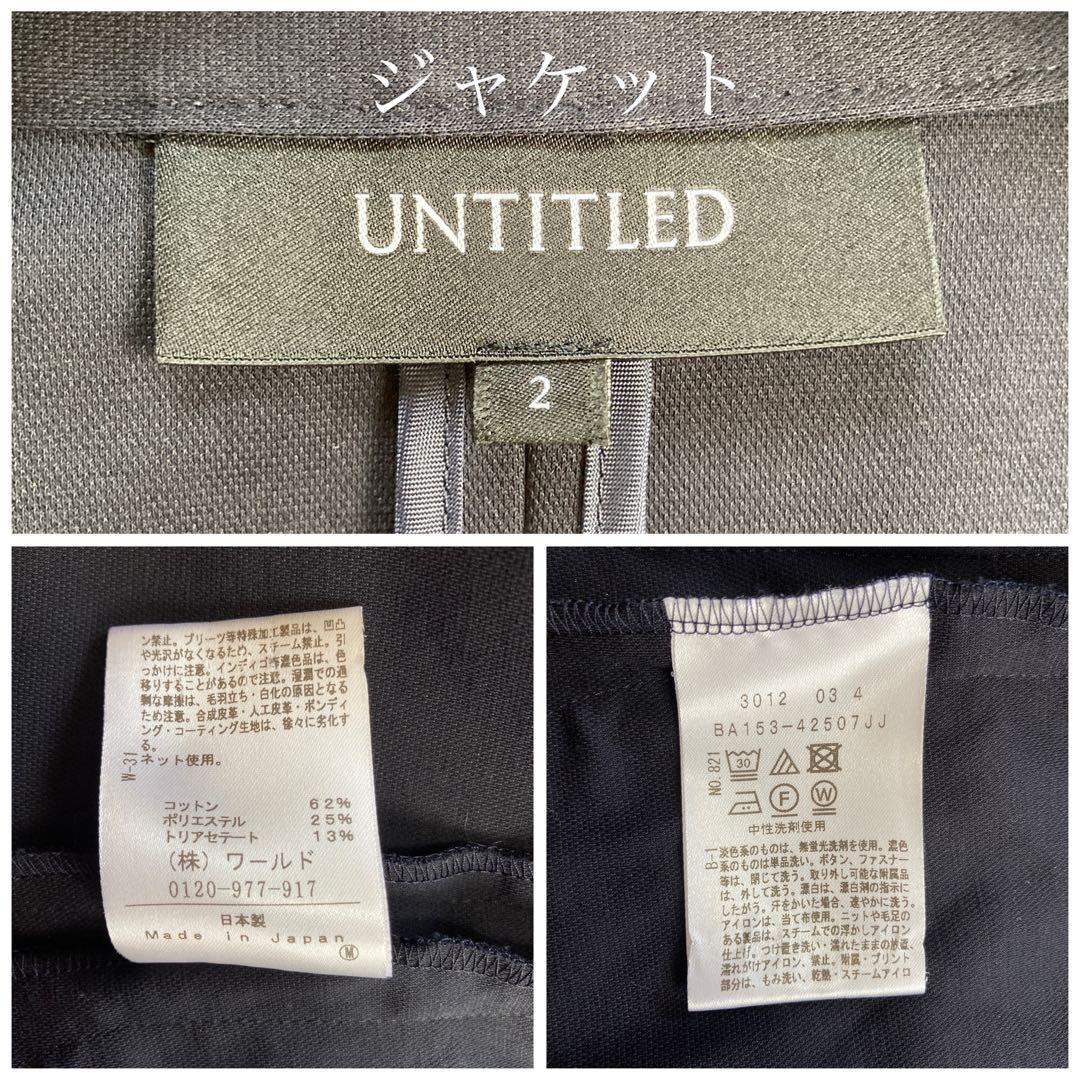 ジャケット
UNTITLED
2
ン禁止。プリーツ等特殊加工製品は、凹凸
や光沢がなくなるため、スチーム禁止。引
っかけに注意。インディゴ等濃色品は、色
移りすることがあるので注意。湿潤での過
剰な摩擦は、毛羽立ち・白化の原因となる
ため注意。合成皮革・人工皮革・ボンディ
ング・コーティング生地は、徐々に劣化す
る。
W-31
ネット使用。
コットン 62%
ポリエステル 25%
トリアセテート 13%
(株)ワールド
0120-977-917
日本製
Made in Japan
M
3012 03 4
BA153-42507JJ
NO.821
30
F
W
中性洗剤使用
B-1
淡色系のものは、無蛍光洗剤を使用。濃色
系のものは単品洗い。ボタン、ファスナー
等は、閉じて洗う。取り外し可能な附属品
は、外して洗う。漂白は、漂白剤の指示に
したがう。汗をかいた場合、速やかに洗う。
アイロンは、当て布使用。ニットや毛足の
ある製品は、スチームでの浮かしアイロン
仕上げ。つけ置き洗い・濡れたままの放置、
濡れがけアイロン、禁止。附属・プリント
部分は、もみ洗い、乾熱・スチームアイロ